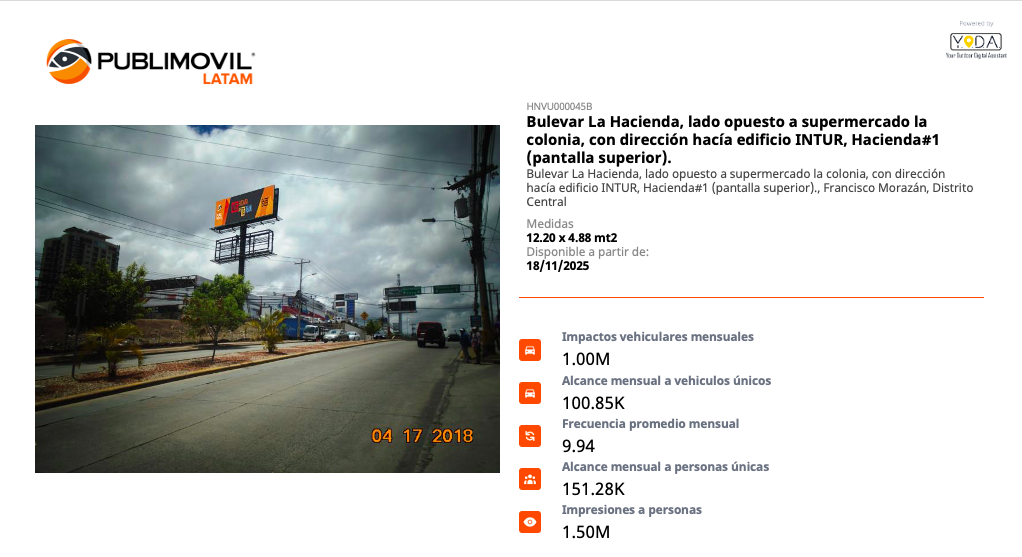 Powered by
YODA
Your Outdoor Digital Assistant
PUBLIMOVIL
LATAM
HNVU000045B
Bulevar La Hacienda, lado opuesto a supermercado la
colonia, con dirección hacía edificio INTUR, Hacienda#1
(pantalla superior).
Bulevar La Hacienda, lado opuesto a supermercado la colonia, con dirección
hacía edificio INTUR, Hacienda#1 (pantalla superior)., Francisco Morazán, Distrito
Central
Medidas
12.20 x 4.88 mt2
Disponible a partir de:
18/11/2025
04 17 2018
Impactos vehiculares mensuales
1.00M
Alcance mensual a vehiculos únicos
100.85K
Frecuencia promedio mensual
9.94
Alcance mensual a personas únicas
151.28K
Impresiones a personas
1.50M